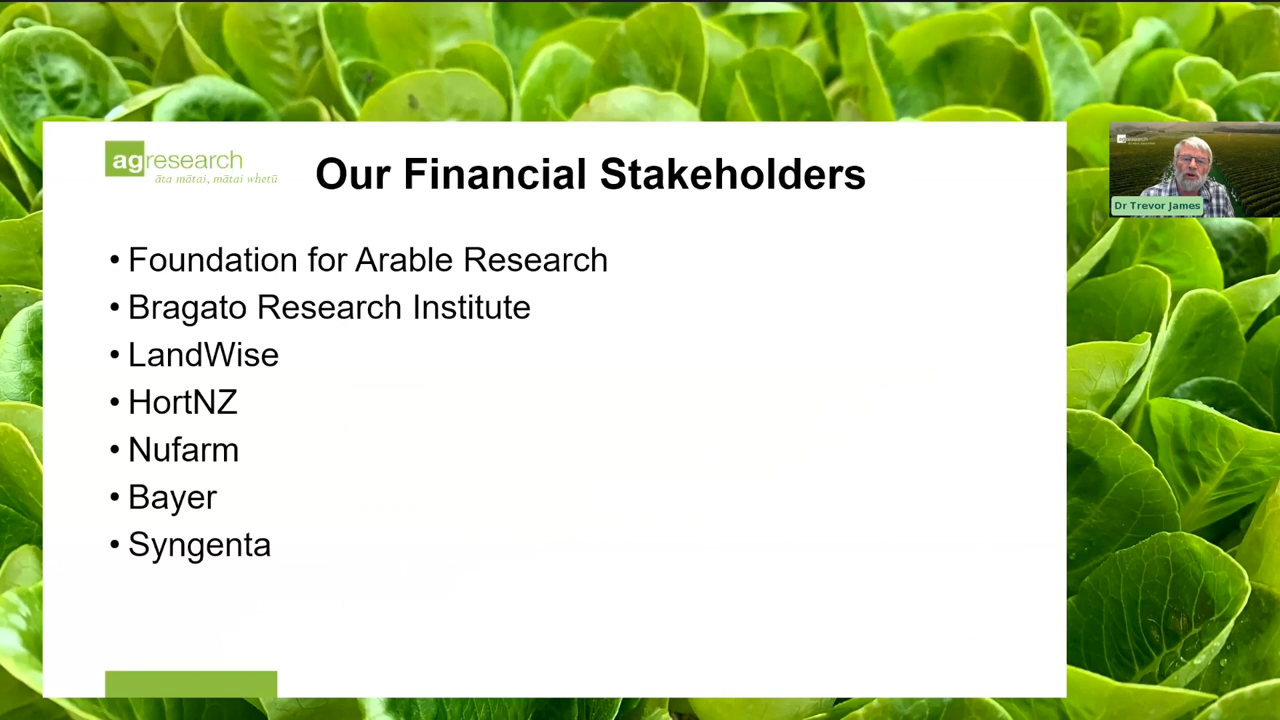 agresearch
āta mātai, mātai whetū
Our Financial Stakeholders
• Foundation for Arable Research
• Bragato Research Institute
• LandWise
• HortNZ
• Nufarm
• Bayer
• Syngenta
agresearch
Dr Trevor James